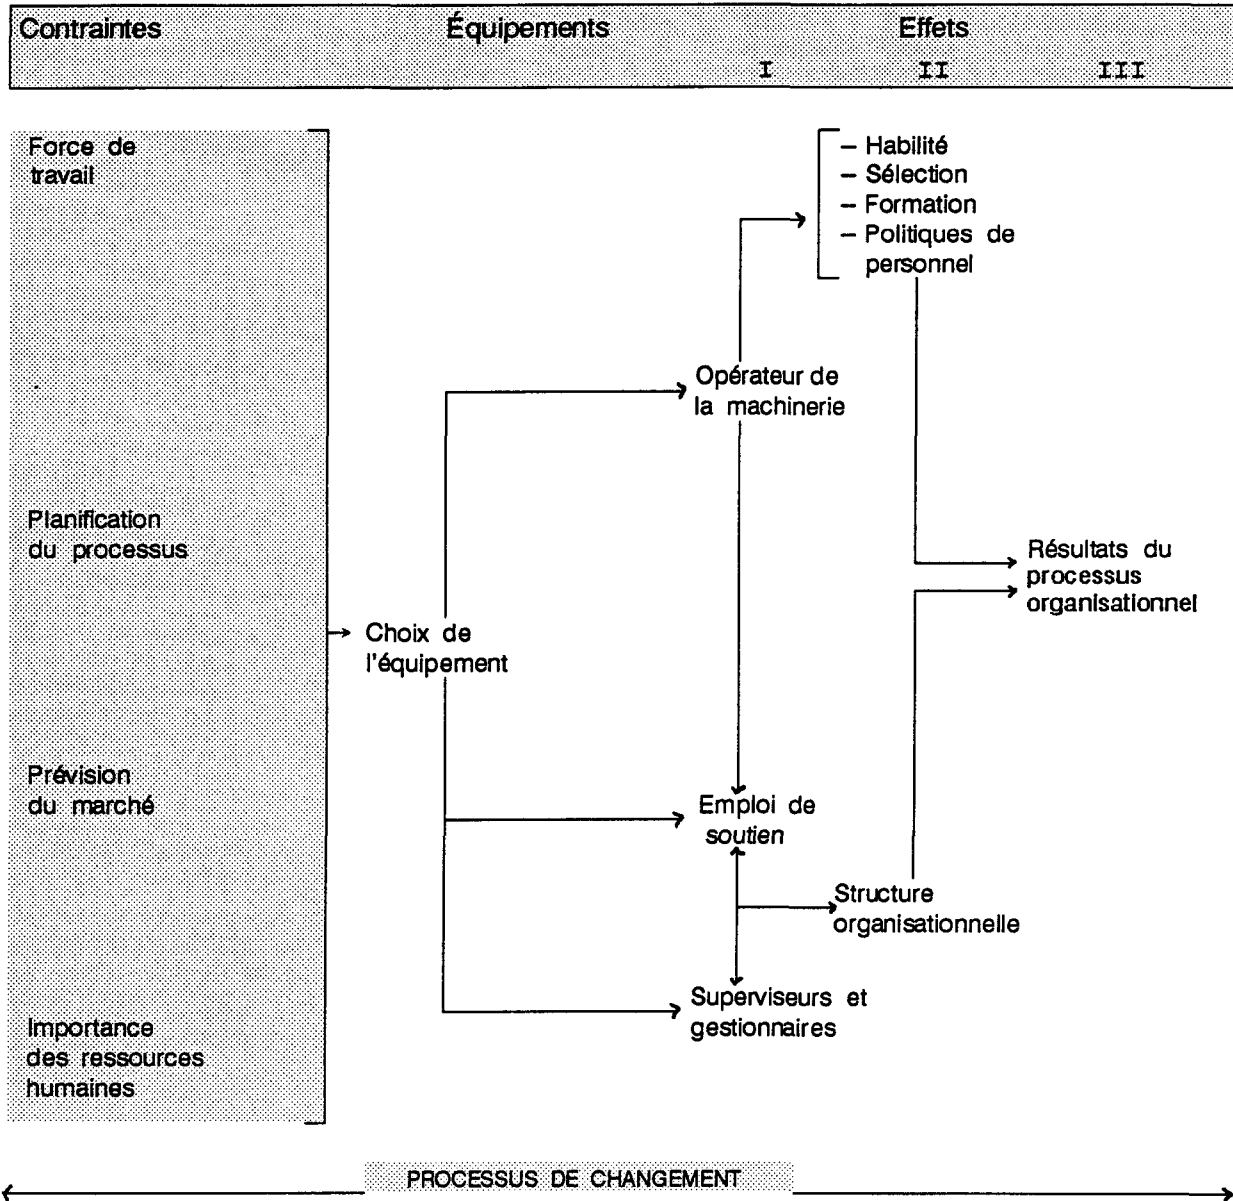 Contraintes Équipements Effets
I II III
Force de
travail
– Habilité
– Sélection
– Formation
– Politiques de
personnel
Opérateur de
la machinerie
Planification
du processus
Résultats du
processus
organisationnel
Choix de
l'équipement
Prévision
du marché
Emploi de
soutien
Structure
organisationnelle
Superviseurs et
gestionnaires
Importance
des ressources
humaines
PROCESSUS DE CHANGEMENT